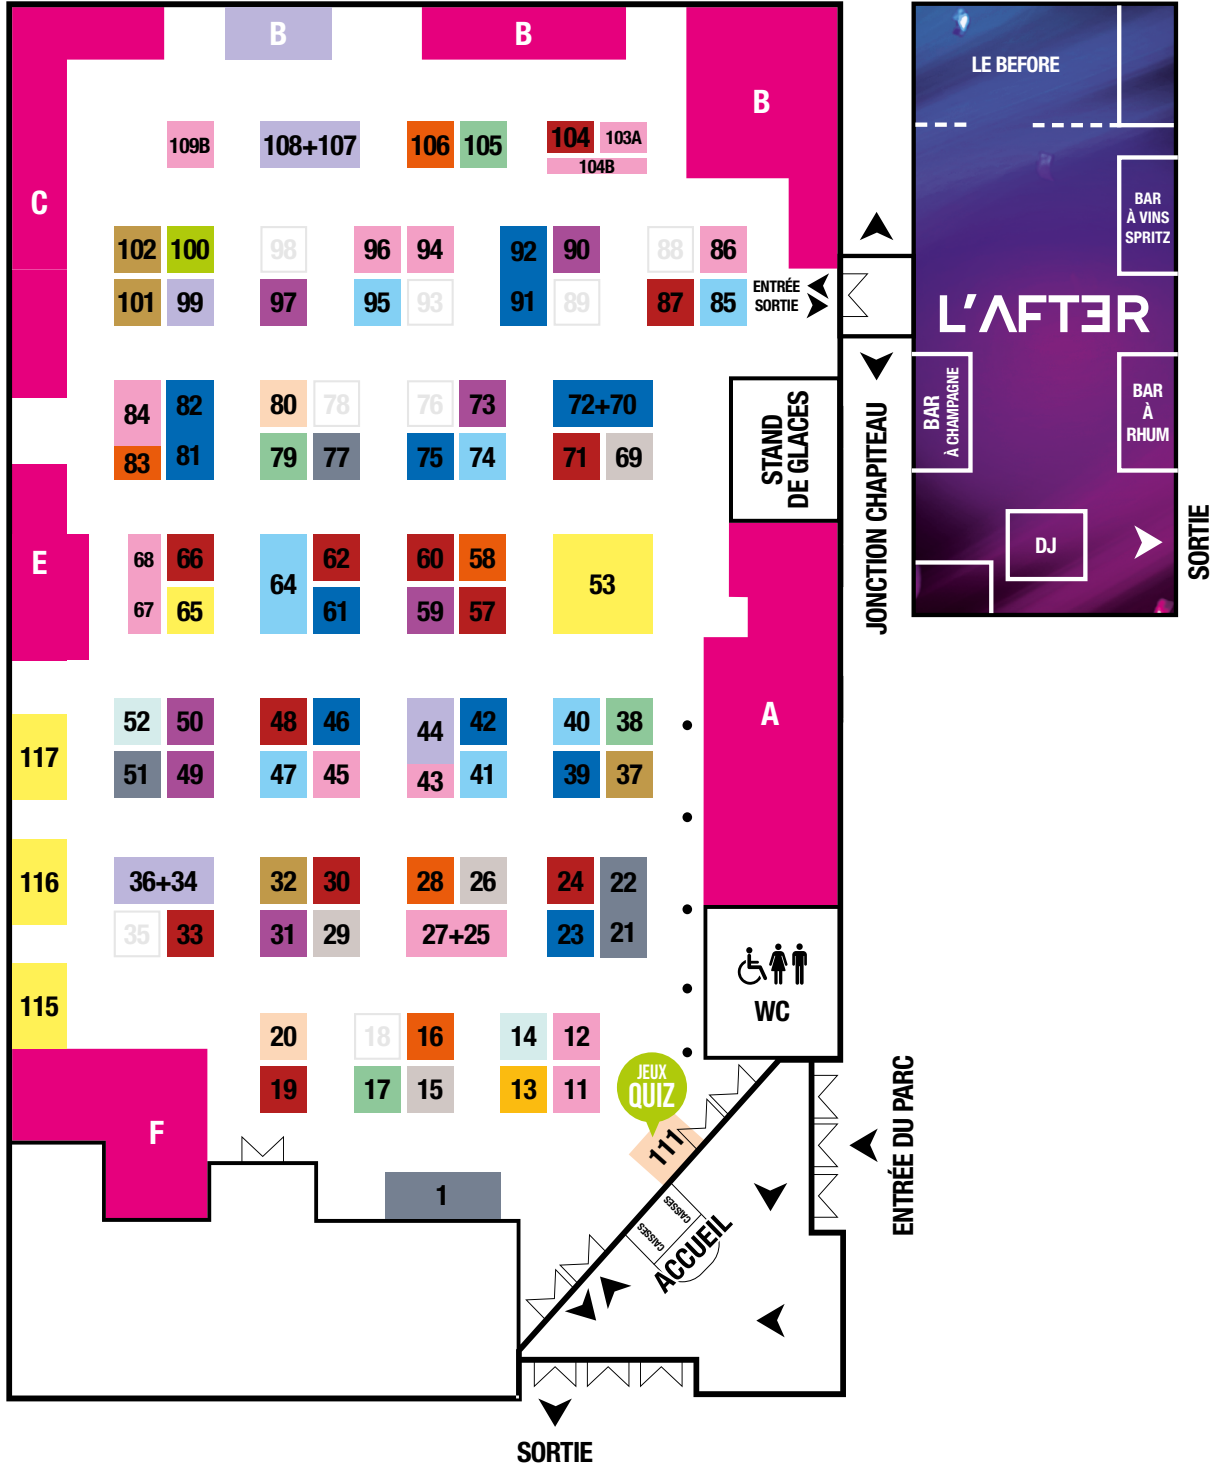 B
B
B
LE BEFORE
109B
108+107
106
105
104
103A
104B
C
BAR
À VINS
SPRITZ
102
100
98
96
94
92
90
88
86
101
99
97
95
93
91
89
87
85
ENTRÉE
SORTIE
L'AFTER
84
82
80
78
76
73
72+70
83
81
79
77
75
74
71
69
STAND
DE GLACES
JONCTION CHAPITEAU
BAR
À CHAMPAGNE
BAR
À
RHUM
DJ
SORTIE
E
68
66
64
62
60
58
53
67
65
61
59
57
A
117
52
50
48
46
44
42
40
38
51
49
47
45
43
41
39
37
116
36+34
32
30
28
26
24
22
35
33
31
29
27+25
23
21
WC
115
20
18
16
14
12
19
17
15
13
11
JEUX
QUIZ
111
F
1
CAISSES
CAISSES
ACCUEIL
ENTRÉE DU PARC
SORTIE